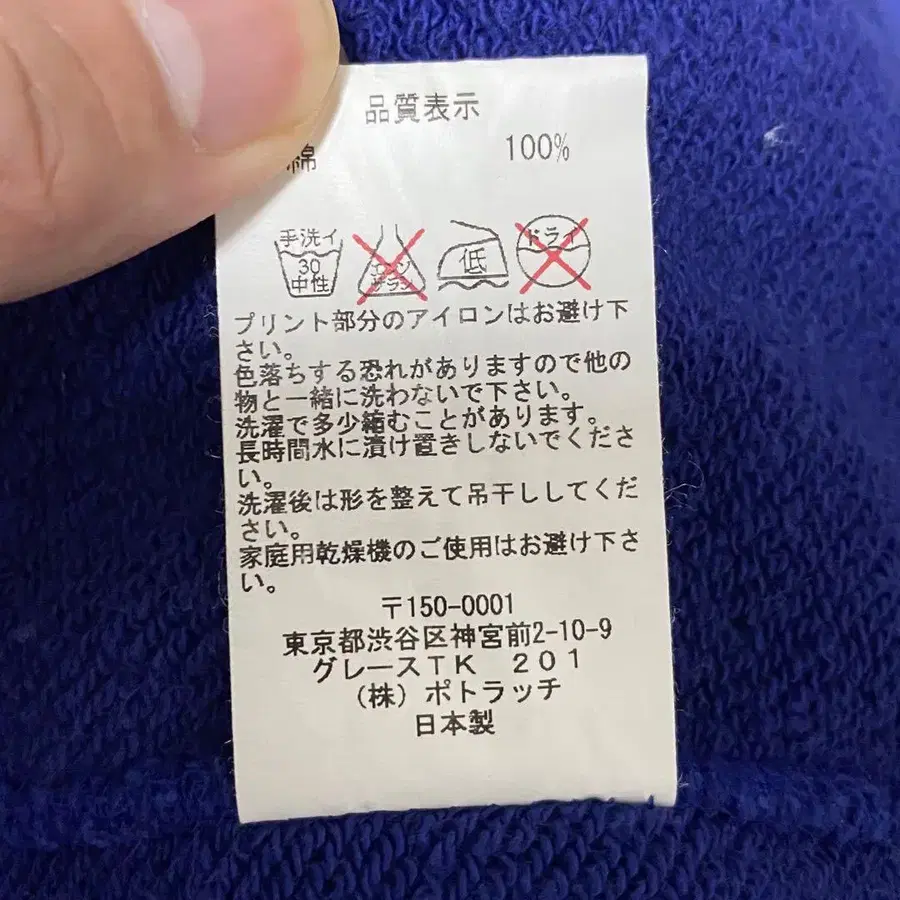 品質表示
綿 100%
手洗イ 30 中性 エンソサラシ 低 ドライ
プリント部分のアイロンはお避け下
さい。
色落ちする恐れがありますので他の
物と一緒に洗わないで下さい。
洗濯で多少縮むことがあります。
長時間水に漬け置きしないでくださ
い。
洗濯後は形を整えて吊干ししてくだ
さい。
家庭用乾燥機のご使用はお避け下さ
い。
〒150-0001
東京都渋谷区神宮前2-10-9
グレースTK 201
(株) ポトラッチ
日本製